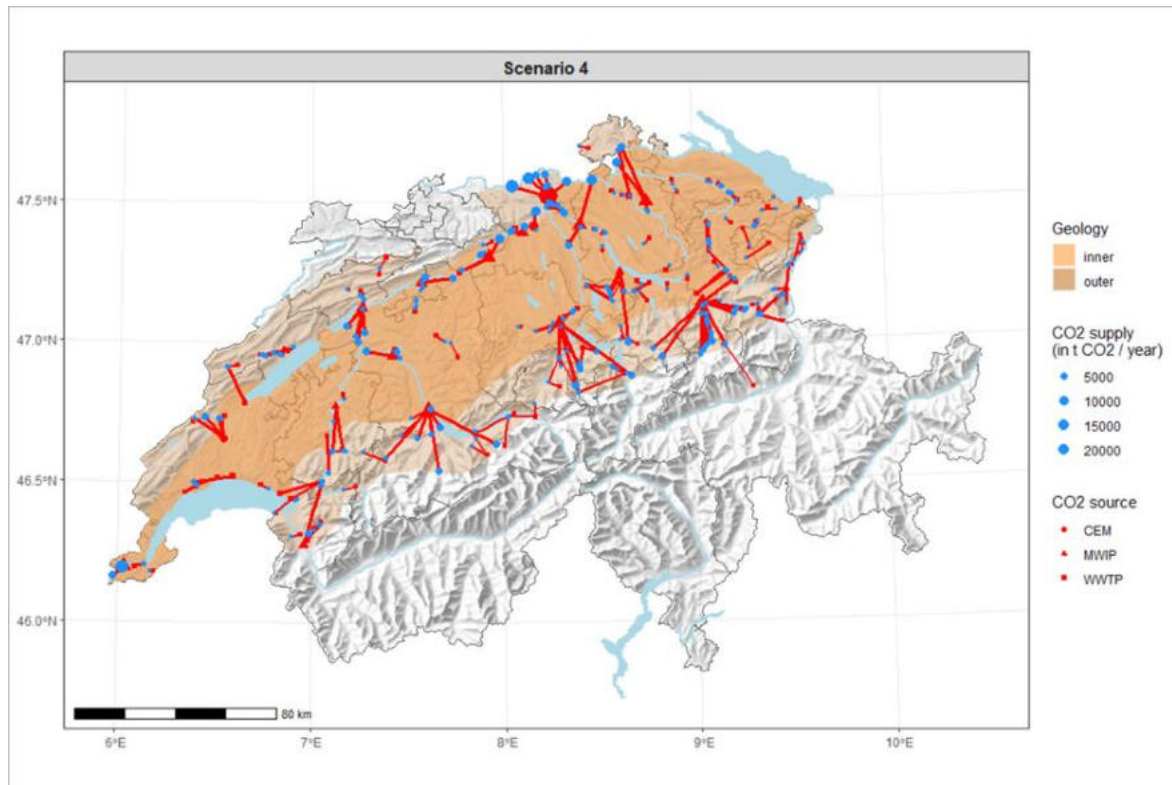 Scenario 4
47.5°N
47.0°N
46.5°N
46.0°N
80 km
6°E
7°E
8°E
9°E
10°E
Geology
inner
outer
CO2 supply
(in t CO2 / year)
5000
10000
15000
20000
CO2 source
CEM
MWIP
WWTP